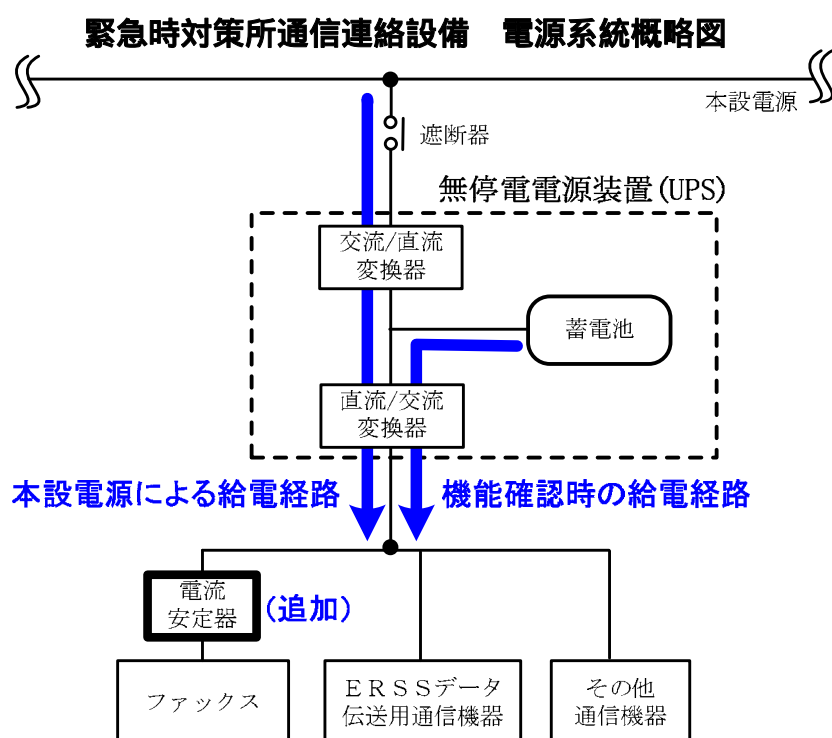 緊急時対策所通信連絡設備　電源系統概略図
本設電源
遮断器
無停電電源装置(UPS)
交流/直流
変換器
蓄電池
直流/交流
変換器
本設電源による給電経路
機能確認時の給電経路
電流
安定器
(追加)
ファックス
ＥＲＳＳデータ
伝送用通信機器
その他
通信機器